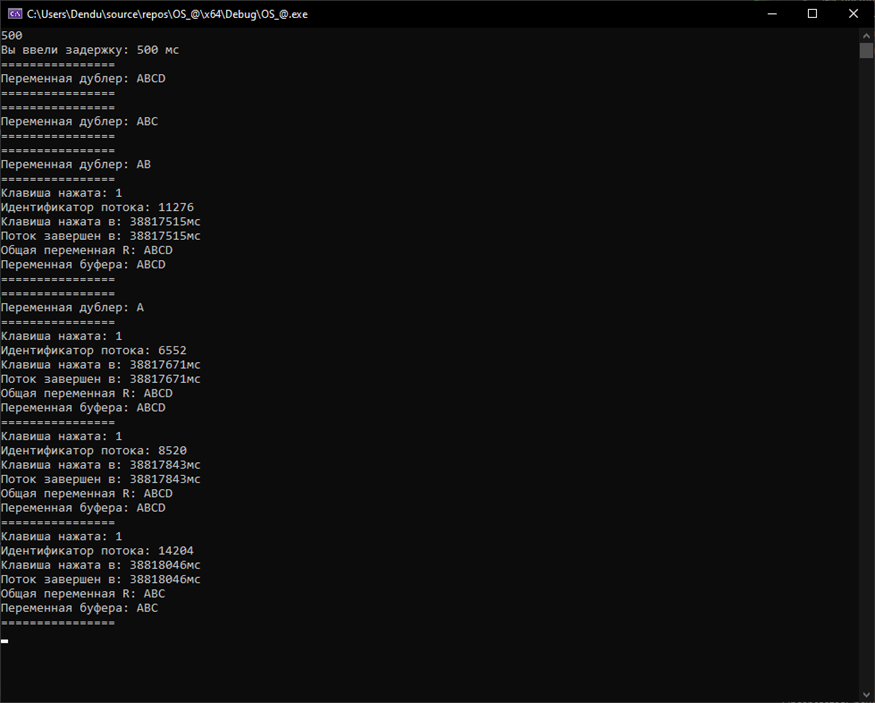 C:\Users\Dendu\source\repos\OS_@\x64\Debug\OS_@.exe
500
Вы ввели задержку: 500 мс
================
Переменная дублер: ABCD
================
================
Переменная дублер: ABC
================
================
Переменная дублер: AB
================
Клавиша нажата: 1
Идентификатор потока: 11276
Клавиша нажата в: 38817515мс
Поток завершен в: 38817515мс
Общая переменная R: ABCD
Переменная буфера: ABCD
================
================
Переменная дублер: A
================
Клавиша нажата: 1
Идентификатор потока: 6552
Клавиша нажата в: 38817671мс
Поток завершен в: 38817671мс
Общая переменная R: ABCD
Переменная буфера: ABCD
================
Клавиша нажата: 1
Идентификатор потока: 8520
Клавиша нажата в: 38817843мс
Поток завершен в: 38817843мс
Общая переменная R: ABCD
Переменная буфера: ABCD
================
Клавиша нажата: 1
Идентификатор потока: 14204
Клавиша нажата в: 38818046мс
Поток завершен в: 38818046мс
Общая переменная R: ABC
Переменная буфера: ABC
================